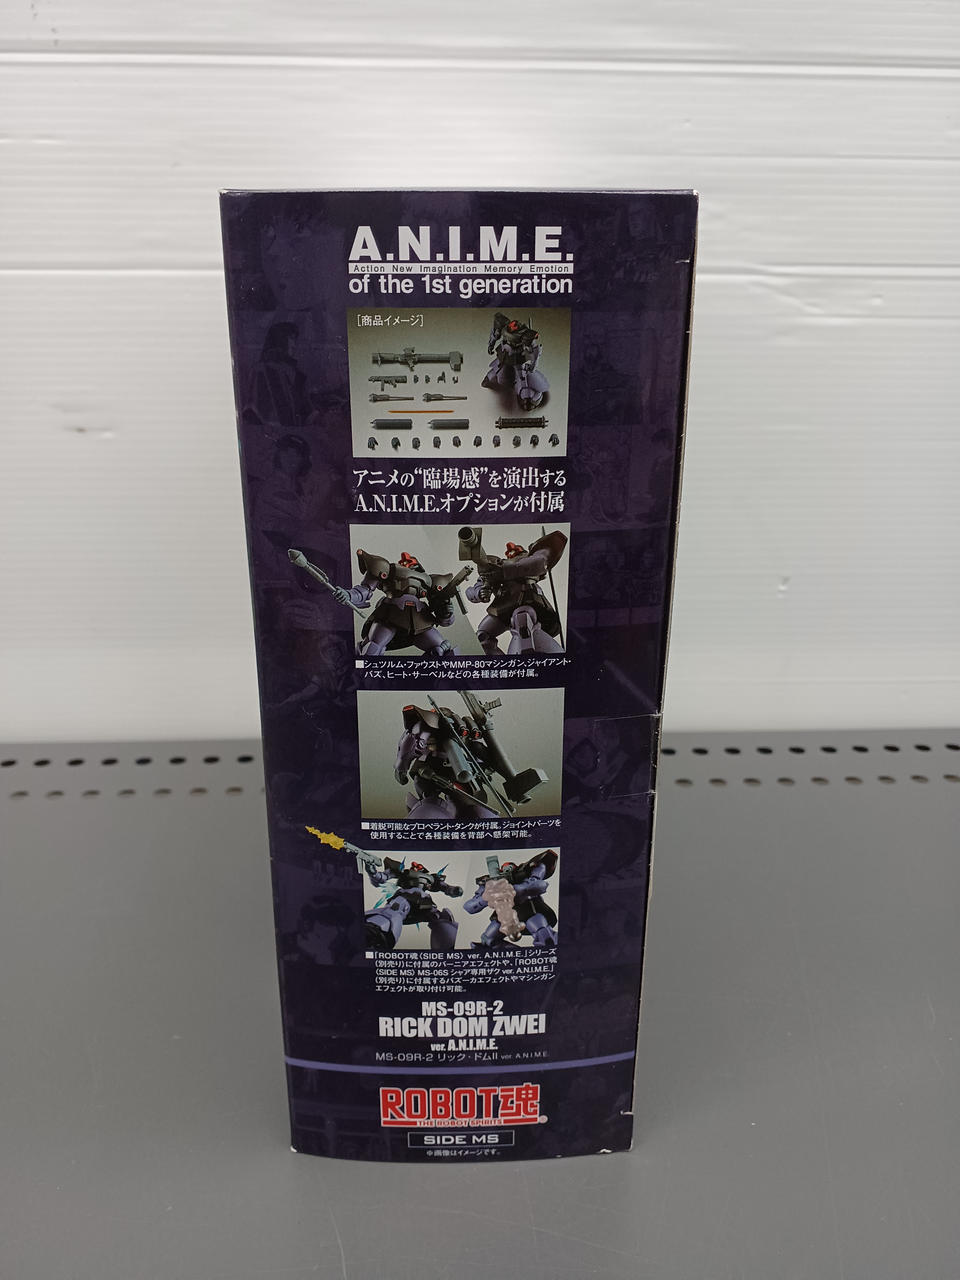 A.N.I.M.E.
Action New Imagination Memory Emotion
of the 1st generation
[商品イメージ]
アニメの“臨場感”を演出する
A.N.I.M.E.オプションが付属
■シュツルム・ファウストやMMP-80マシンガン、ジャイアント・
バズ、ヒート・サーベルなどの各種装備が付属。
■着脱可能なプロペラント・タンクが付属。ジョイントパーツを
使用することで各種装備を背部へ懸架可能。
■「ROBOT魂〈SIDE MS〉 ver. A.N.I.M.E.」シリーズ
(別売り)に付属のバーニアエフェクトや、「ROBOT魂
〈SIDE MS〉 MS-06S シャア専用ザク ver. A.N.I.M.E.」
(別売り)に付属するバズーカエフェクトやマシンガン
エフェクトが取り付け可能。
MS-09R-2
RICK DOM ZWEI
ver. A.N.I.M.E.
MS-09R-2 リック・ドムII ver. A.N.I.M.E.
ROBOT魂
THE ROBOT SPIRITS
SIDE MS
※画像はイメージです。